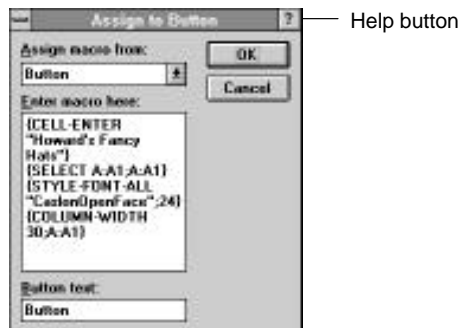 Assign to Button ?
Help button
Assign macro from:
Button
OK
Cancel
Enter macro here:
{CELL-ENTER
"Howard's Fancy
Hats"}
{SELECT A:A1;A:A1}
{STYLE-FONT-ALL
"CaslonOpenFace";24}
{COLUMN-WIDTH
30;A:A1}
Button text:
Button